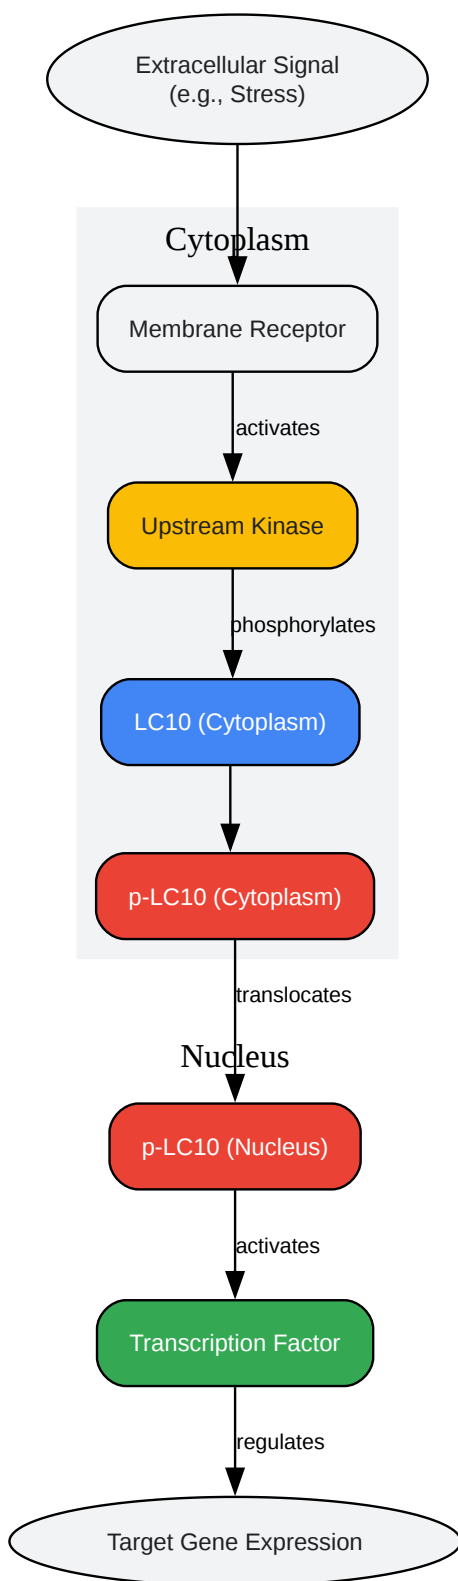 Extracellular Signal
(e.g., Stress)
Cytoplasm
Membrane Receptor
activates
Upstream Kinase
phosphorylates
LC10 (Cytoplasm)
p-LC10 (Cytoplasm)
translocates
Nucleus
p-LC10 (Nucleus)
activates
Transcription Factor
regulates
Target Gene Expression